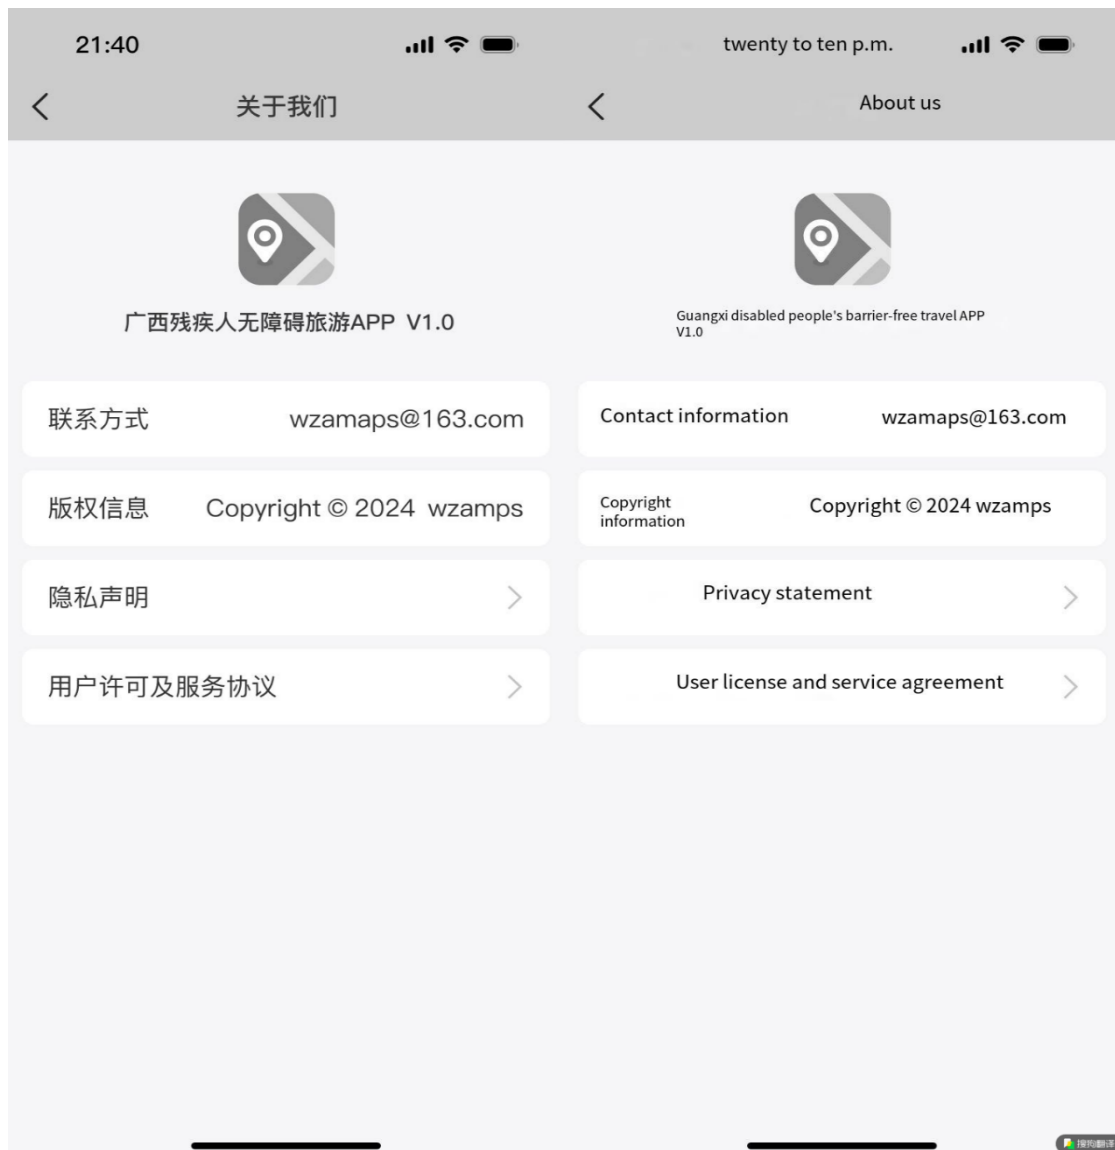 21:40
关于我们
广西残疾人无障碍旅游APP V1.0
联系方式 wzamaps@163.com
版权信息 Copyright © 2024 wzamps
隐私声明
用户许可及服务协议
twenty to ten p.m.
About us
Guangxi disabled people's barrier-free travel APP
V1.0
Contact information wzamaps@163.com
Copyright
information
Copyright © 2024 wzamps
Privacy statement
User license and service agreement
搜狗翻译